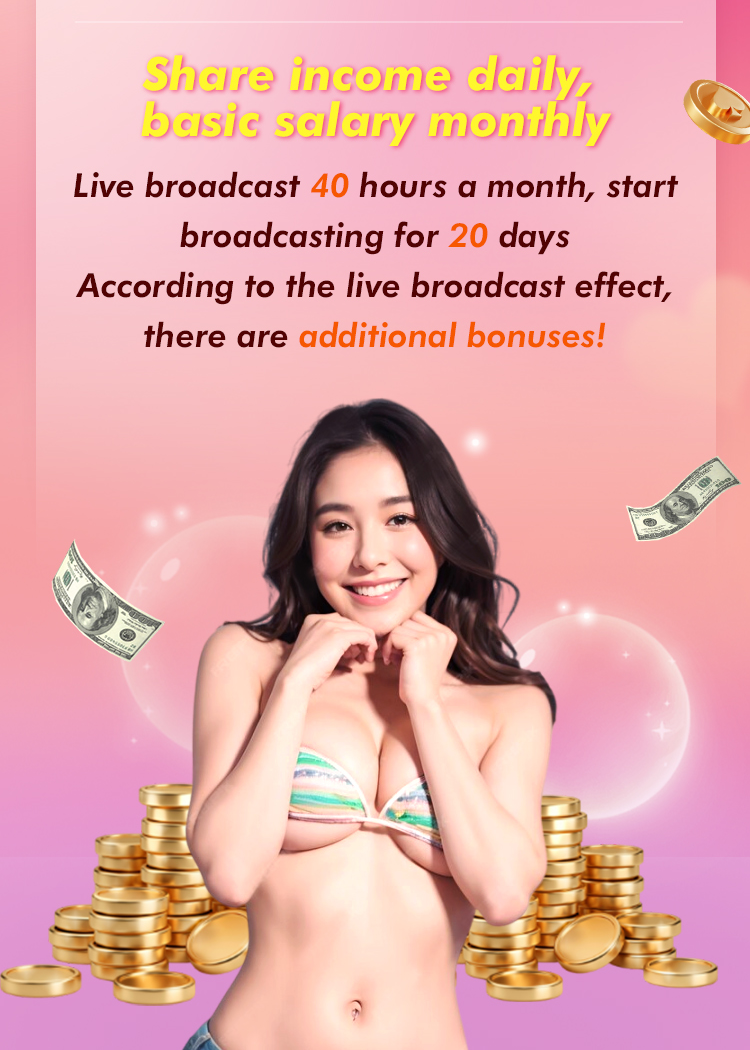 Share income daily,
basic salary monthly
Live broadcast 40 hours a month, start
broadcasting for 20 days
According to the live broadcast effect,
there are additional bonuses!